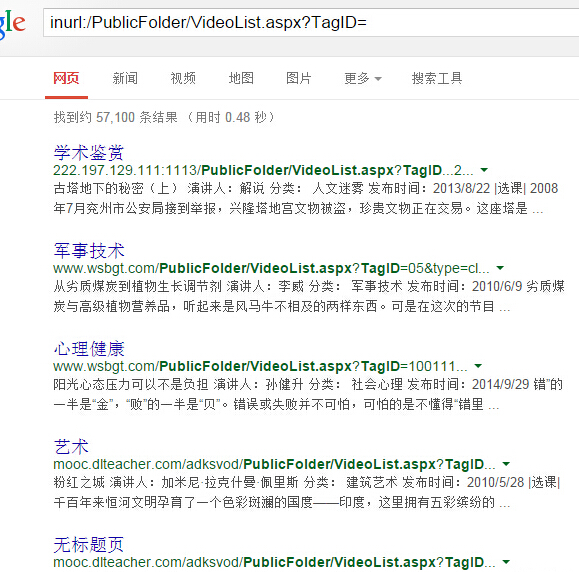 gle inurl:/PublicFolder/VideoList.aspx?TagID=
网页 新闻 视频 地图 图片 更多 搜索工具
找到约 57,100 条结果 （用时 0.48 秒）
学术鉴赏
222.197.129.111:1113/PublicFolder/VideoList.aspx?TagID...2...
古塔地下的秘密（上） 演讲人：解说 分类： 人文迷雾 发布时间：2013/8/22 |选课| 2008
年7月兖州市公安局接到举报，兴隆塔地宫文物被盗，珍贵文物正在交易。这座塔是 ...
军事技术
www.wsbgt.com/PublicFolder/VideoList.aspx?TagID=05&type=cl...
从劣质煤炭到植物生长调节剂 演讲人：李威 分类： 军事技术 发布时间：2010/6/9 劣质煤
炭与高级植物营养品，听起来是风马牛不相及的两样东西。可是在这次的节目 ...
心理健康
www.wsbgt.com/PublicFolder/VideoList.aspx?TagID=100111...
阳光心态压力可以不是负担 演讲人：孙健升 分类： 社会心理 发布时间：2014/9/29 错”的
一半是“金”，“败”的一半是“贝”。错误或失败并不可怕，可怕的是不懂得“错里 ...
艺术
mooc.dlteacher.com/adksvod/PublicFolder/VideoList.aspx?TagID...
粉红之城 演讲人：加米尼·拉克什曼·佩里斯 分类： 建筑艺术 发布时间：2010/5/28 |选课|
千百年来恒河文明孕育了一个色彩斑斓的国度——印度，这里拥有五彩缤纷的 ...
无标题页
mooc.dlteacher.com/adksvod/PublicFolder/VideoList.aspx?TagID...